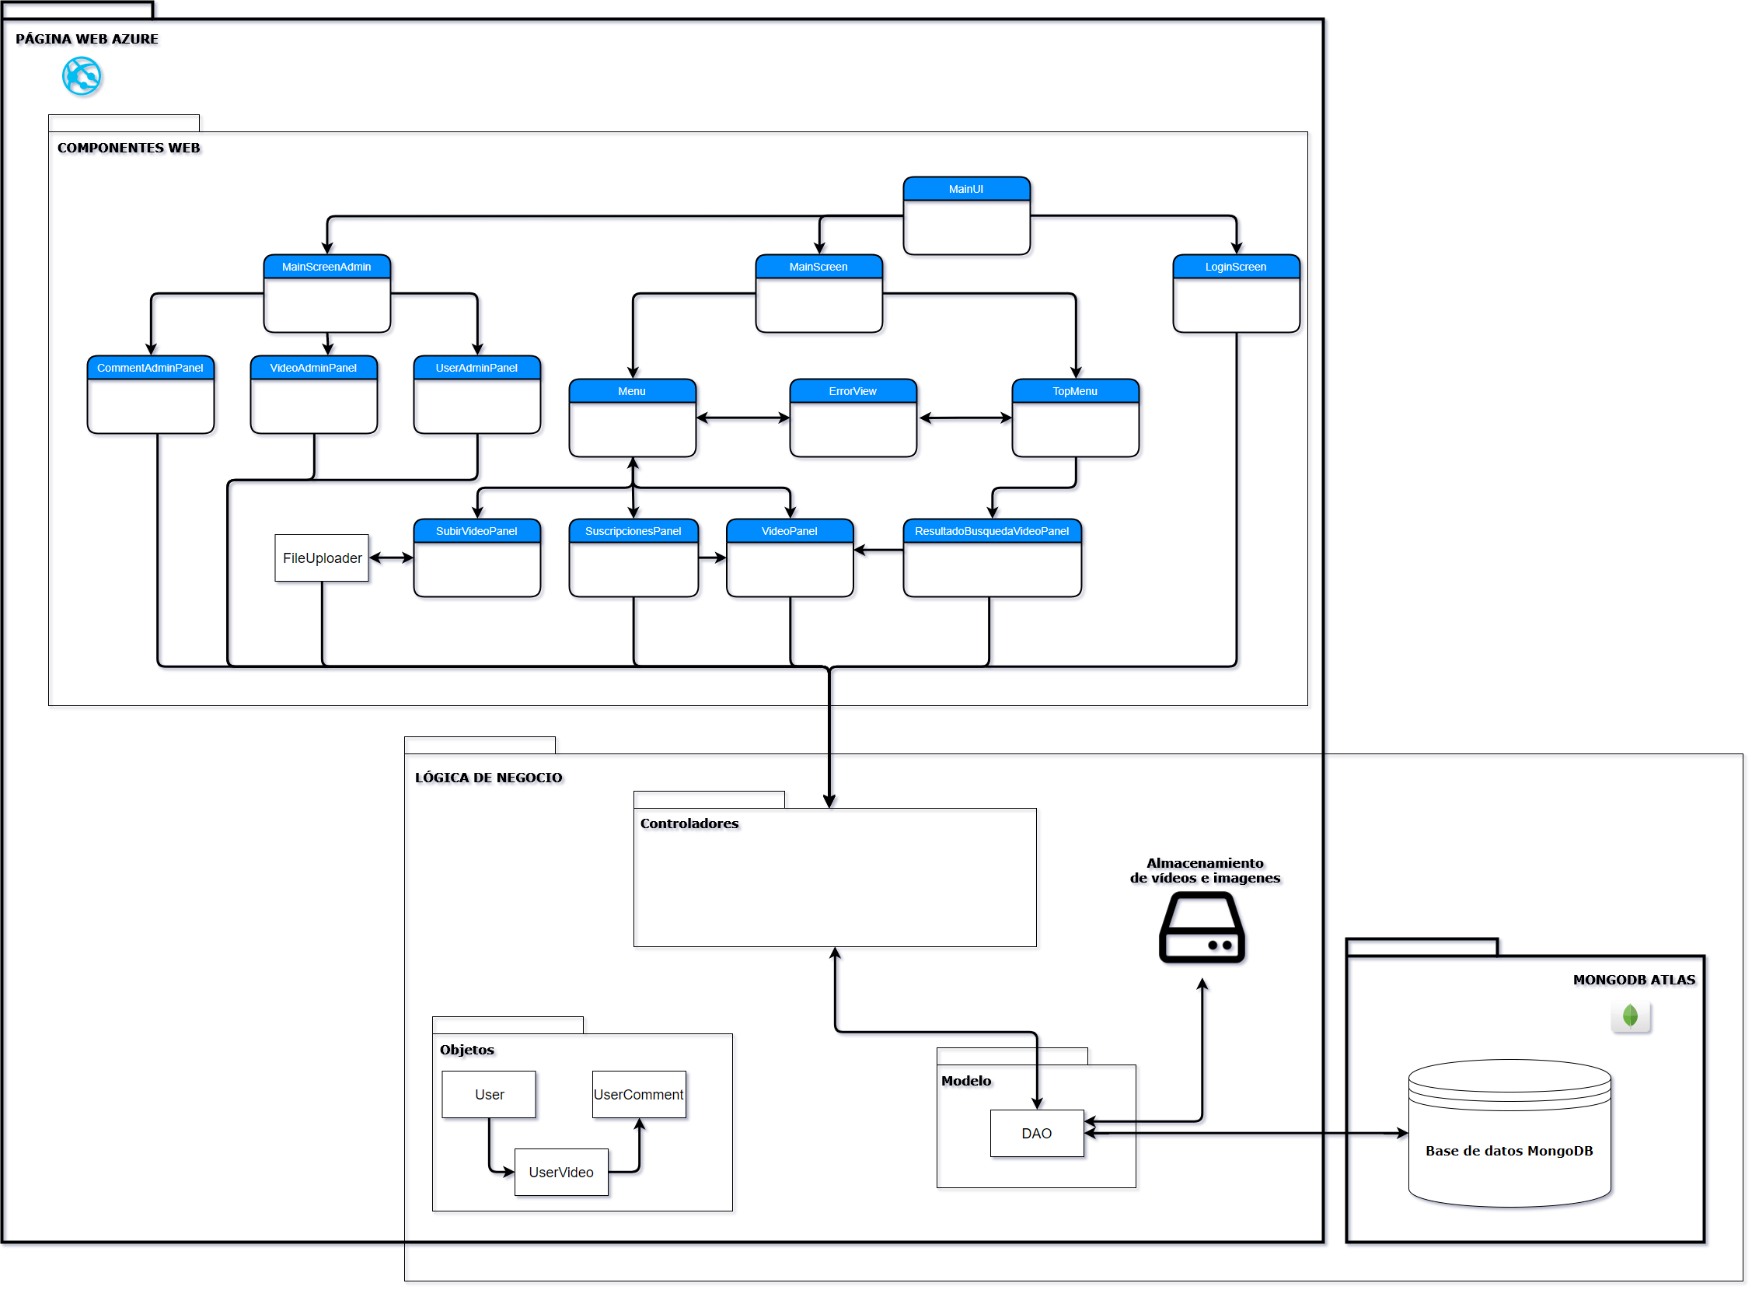 PÁGINA WEB AZURE
COMPONENTES WEB
MainUI
MainScreenAdmin
MainScreen
LoginScreen
CommentAdminPanel
VideoAdminPanel
UserAdminPanel
Menu
ErrorView
TopMenu
SubirVideoPanel
SuscripcionesPanel
VideoPanel
ResultadoBusquedaVideoPanel
FileUploader
LÓGICA DE NEGOCIO
Controladores
Almacenamiento
de vídeos e imagenes
MONGODB ATLAS
Objetos
User
UserComment
UserVideo
Modelo
DAO
Base de datos MongoDB